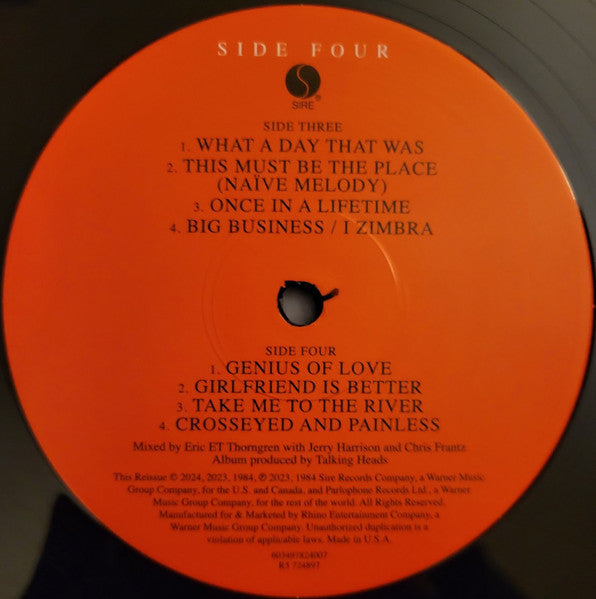 SIDE FOUR
SIRE®
SIDE THREE
1. WHAT A DAY THAT WAS
2. THIS MUST BE THE PLACE
(NAÏVE MELODY)
3. ONCE IN A LIFETIME
4. BIG BUSINESS / I ZIMBRA
SIDE FOUR
1. GENIUS OF LOVE
2. GIRLFRIEND IS BETTER
3. TAKE ME TO THE RIVER
4. CROSSEYED AND PAINLESS
Mixed by Eric ET Thorngren with Jerry Harrison and Chris Frantz
Album produced by Talking Heads
This Reissue © 2024, 2023, 1984, ℗ 2023, 1984 Sire Records Company, a Warner Music
Group Company, for the U.S. and Canada, and Parlophone Records Ltd., a Warner
Music Group Company, for the rest of the world. All Rights Reserved.
Manufactured for & Marketed by Rhino Entertainment Company, a
Warner Music Group Company. Unauthorized duplication is a
violation of applicable laws. Made in U.S.A.
603497824007
R1 724897